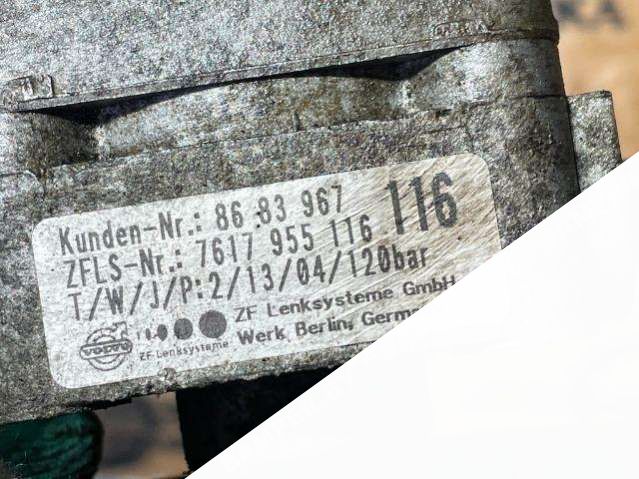 Kunden-Nr.: 86 83 967
116
ZFLS-Nr.: 7617 955 116
T/W/J/P:2/13/04/120bar
ZF Lenksysteme GmbH
Werk Berlin,
VOLVO
ZF Lenksysteme